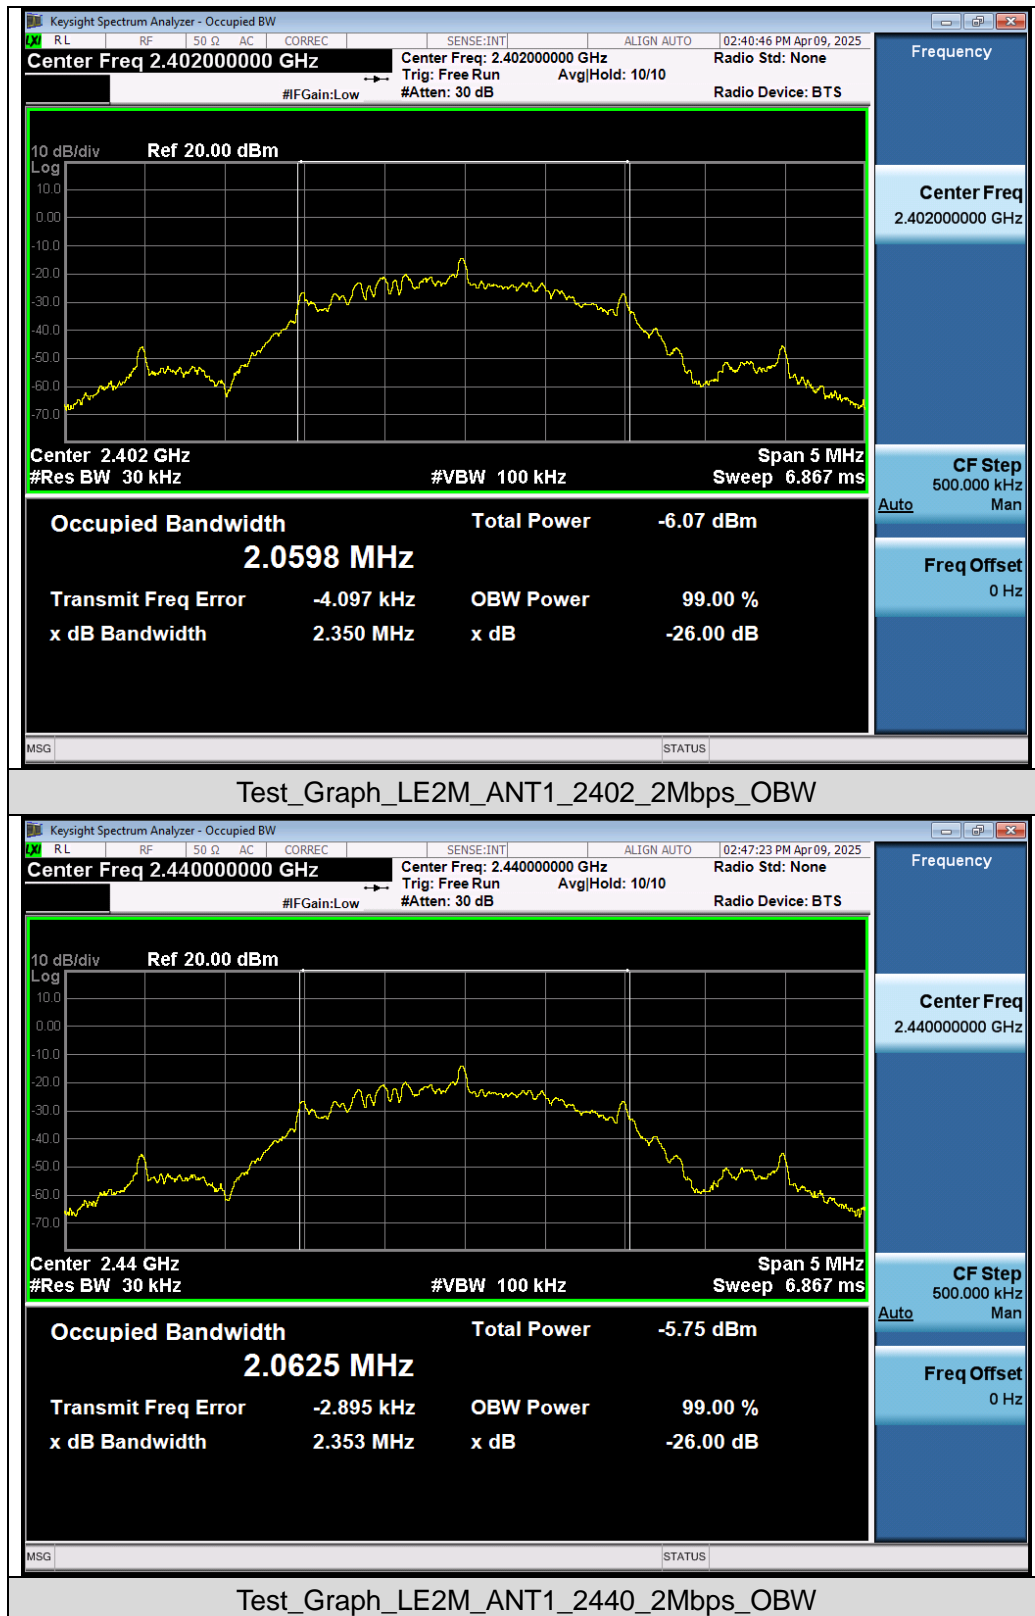 Keysight Spectrum Analyzer - Occupied BW
LXI RL RF 50 Ω AC CORREC SENSE:INT ALIGN AUTO 02:40:46 PM Apr 09, 2025
Center Freq 2.402000000 GHz
Center Freq: 2.402000000 GHz Radio Std: None
Trig: Free Run Avg|Hold: 10/10
#IFGain:Low #Atten: 30 dB Radio Device: BTS
10 dB/div Ref 20.00 dBm
Log
10.0
0.00
-10.0
-20.0
-30.0
-40.0
-50.0
-60.0
-70.0
Center 2.402 GHz Span 5 MHz
#Res BW 30 kHz #VBW 100 kHz Sweep 6.867 ms
Occupied Bandwidth Total Power -6.07 dBm
2.0598 MHz
Transmit Freq Error -4.097 kHz OBW Power 99.00 %
x dB Bandwidth 2.350 MHz x dB -26.00 dB
MSG STATUS
Frequency
Center Freq
2.402000000 GHz
CF Step
500.000 kHz
Auto Man
Freq Offset
0 Hz
Test_Graph_LE2M_ANT1_2402_2Mbps_OBW
Keysight Spectrum Analyzer - Occupied BW
LXI RL RF 50 Ω AC CORREC SENSE:INT ALIGN AUTO 02:47:23 PM Apr 09, 2025
Center Freq 2.440000000 GHz
Center Freq: 2.440000000 GHz Radio Std: None
Trig: Free Run Avg|Hold: 10/10
#IFGain:Low #Atten: 30 dB Radio Device: BTS
10 dB/div Ref 20.00 dBm
Log
10.0
0.00
-10.0
-20.0
-30.0
-40.0
-50.0
-60.0
-70.0
Center 2.44 GHz Span 5 MHz
#Res BW 30 kHz #VBW 100 kHz Sweep 6.867 ms
Occupied Bandwidth Total Power -5.75 dBm
2.0625 MHz
Transmit Freq Error -2.895 kHz OBW Power 99.00 %
x dB Bandwidth 2.353 MHz x dB -26.00 dB
MSG STATUS
Frequency
Center Freq
2.440000000 GHz
CF Step
500.000 kHz
Auto Man
Freq Offset
0 Hz
Test_Graph_LE2M_ANT1_2440_2Mbps_OBW